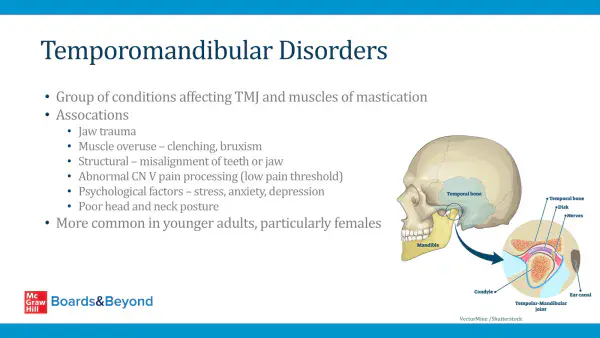 Temporomandibular Disorders
• Group of conditions affecting TMJ and muscles of mastication
• Assocations
• Jaw trauma
• Muscle overuse – clenching, bruxism
• Structural – misalignment of teeth or jaw
• Abnormal CN V pain processing (low pain threshold)
• Psychological factors – stress, anxiety, depression
• Poor head and neck posture
• More common in younger adults, particularly females
Temporal bone
Mandible
Temporal bone
Disk
Nerves
Condyle
Ear canal
Tempolar-Mandibular
joint
VectorMine /Shutterstock
Mc
Graw
Hill
Boards&Beyond